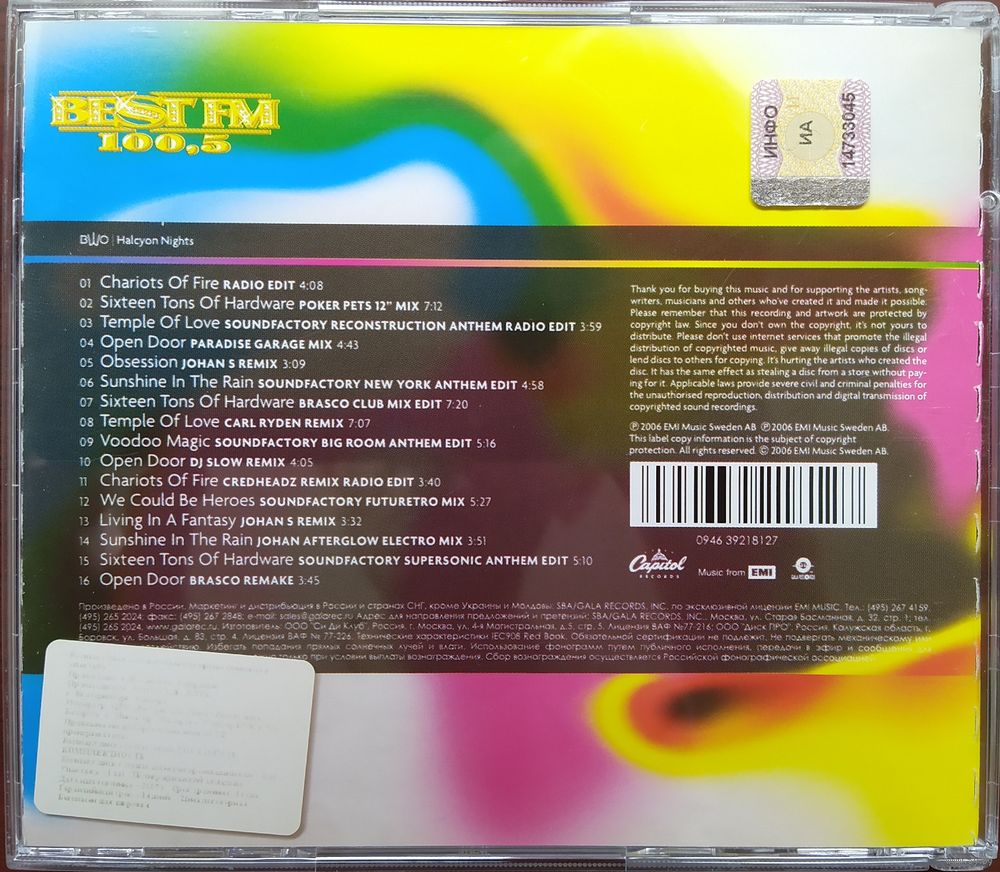 BEST FM
100,5
ИНФО
ИА
14733045
BWO | Halcyon Nights
01 Chariots Of Fire RADIO EDIT 4:08
02 Sixteen Tons Of Hardware POKER PETS 12” MIX 7:12
03 Temple Of Love SOUNDFACTORY RECONSTRUCTION ANTHEM RADIO EDIT 3:59
04 Open Door PARADISE GARAGE MIX 4:43
05 Obsession JOHAN S REMIX 3:09
06 Sunshine In The Rain SOUNDFACTORY NEW YORK ANTHEM EDIT 4:58
07 Sixteen Tons Of Hardware BRASCO CLUB MIX EDIT 7:20
08 Temple Of Love CARL RYDEN REMIX 7:07
09 Voodoo Magic SOUNDFACTORY BIG ROOM ANTHEM EDIT 5:16
10 Open Door DJ SLOW REMIX 4:05
11 Chariots Of Fire CREDHEADZ REMIX RADIO EDIT 3:40
12 We Could Be Heroes SOUNDFACTORY FUTURETRO MIX 5:27
13 Living In A Fantasy JOHAN S REMIX 3:32
14 Sunshine In The Rain JOHAN AFTERGLOW ELECTRO MIX 3:51
15 Sixteen Tons Of Hardware SOUNDFACTORY SUPERSONIC ANTHEM EDIT 5:10
16 Open Door BRASCO REMAKE 3:45
Thank you for buying this music and for supporting the artists, song-
writers, musicians and others who've created it and made it possible.
Please remember that this recording and artwork are protected by
copyright law. Since you don't own the copyright, it's not yours to
distribute. Please don't use internet services that promote the illegal
distribution of copyrighted music, give away illegal copies of discs or
lend discs to others for copying. It's hurting the artists who created the
disc. It has the same effect as stealing a disc from a store without pay-
ing for it. Applicable laws provide severe civil and criminal penalties for
the unauthorised reproduction, distribution and digital transmission of
copyrighted sound recordings.
℗ 2006 EMI Music Sweden AB ℗ 2006 EMI Music Sweden AB.
This label copy information is the subject of copyright
protection. All rights reserved. © 2006 EMI Music Sweden AB.
0946 39218127
Capitol
RECORDS
Music from EMI
GALA RECORDS
Произведено в России. Маркетинг и дистрибьюция в России и странах СНГ, кроме Украины и Молдовы: SBA/GALA RECORDS, INC. по эксклюзивной лицензии EMI MUSIC. Тел.: (495) 267 4159,
(495) 265 2024; факс: (495) 267 2848; e-mail: sales@galarec.ru Адрес для направления предложений и претензий: SBA/GALA RECORDS, INC., Москва, ул. Старая Басманная, д. 32, стр. 1; тел.
(495) 265 2024, www.galarec.ru. Изготовитель: ООО "Си Ди Клуб", Россия, г. Москва, ул. 4-я Магистральная, д.5, стр. 5, Лицензия ВАФ №77-216; ООО "Диск ПРО", Россия, Калужская область, г.
Боровск, ул. Большая, д. 83, стр. 4, Лицензия ВАФ № 77-226. Технические характеристики IEC908 Red Book. Обязательной сертификации не подлежит. Не подвергать механическому или
воздействию. Избегать попадания прямых солнечных лучей и влаги. Использование фонограмм путем публичного исполнения, передачи в эфир и сообщения для
только при условии выплаты вознаграждения. Сбор вознаграждения осуществляется Российской фонографической ассоциацией.
КОМПЛЕКТНОСТЬ